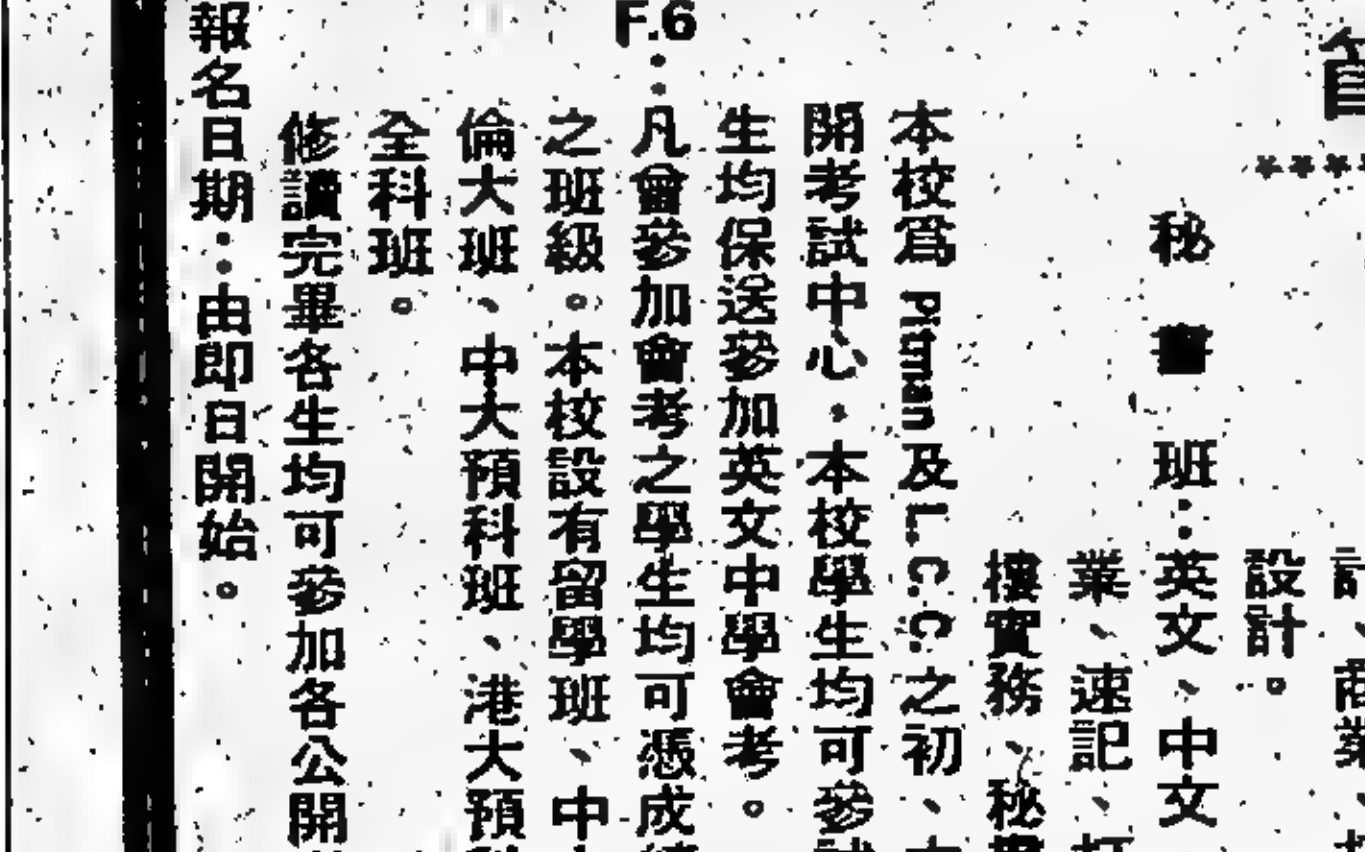 計、商業、
設計。
秘書班：英文、中文
業、速記、打
樓實務、秘書
本校爲 Pitman 及 L. C. C. 之初、
開考試中心．本校學生均可參
生均保送參加英文中學會考。
F.6：凡會參加會考之學生均可憑成績
之班級。本校設有留學班、中
倫大班、中大預科班、港大預
全科班。
修讀完畢各生均可參加各公開
報名日期：由即日開始。